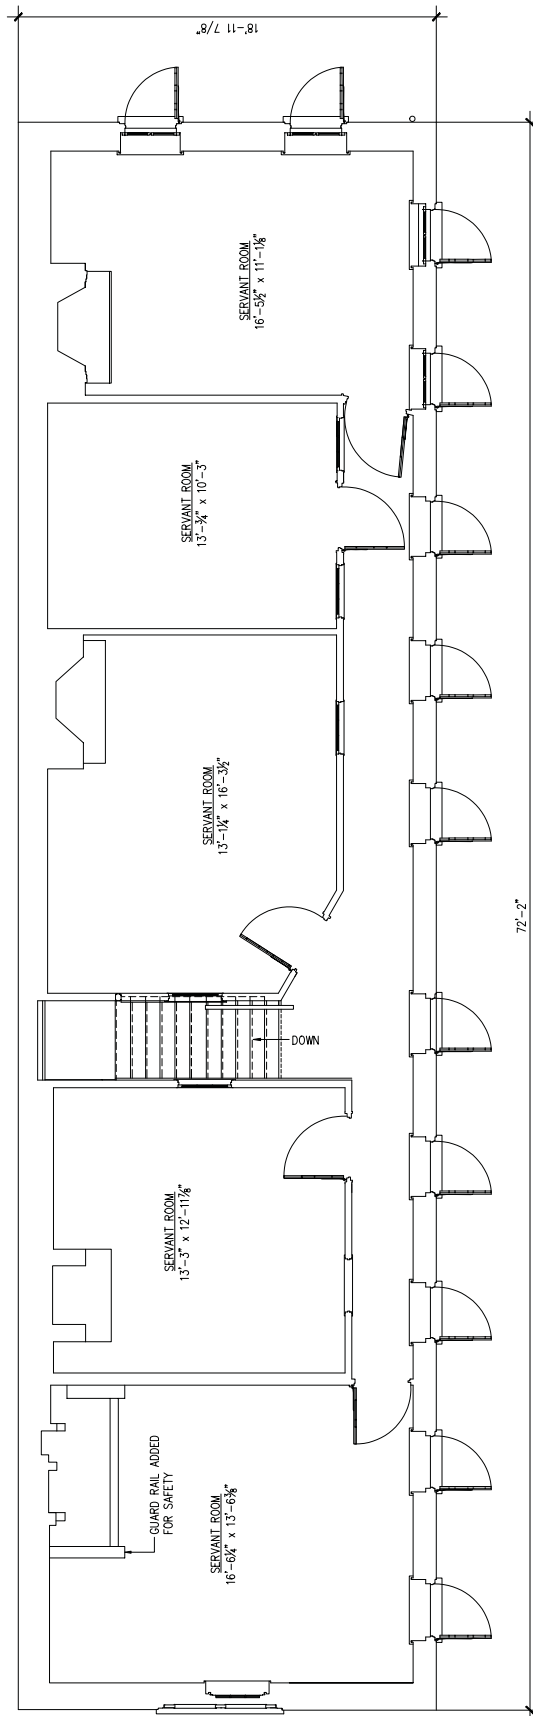 18'-11 7/8"
SERVANT ROOM
16'-5½" x 11'-1⅛"
SERVANT ROOM
13'-¾" x 10'-3"
SERVANT ROOM
13'-1¼" x 16'-3½"
72'-2"
DOWN
SERVANT ROOM
13'-3" x 12'-11⅞"
GUARD RAIL ADDED
FOR SAFETY
SERVANT ROOM
16'-6¼" x 13'-6⅜"